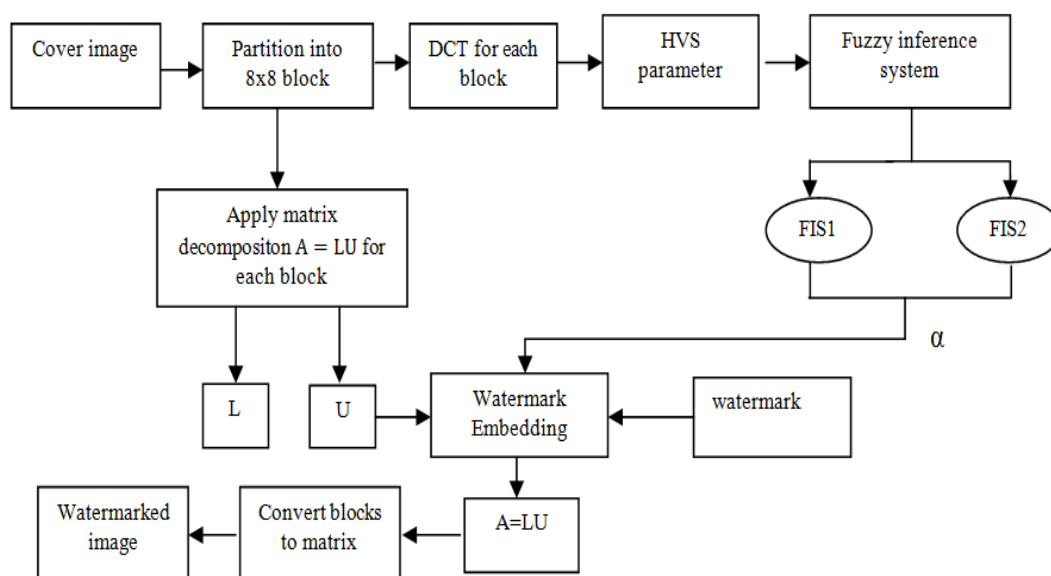 Cover image
Partition into
8x8 block
DCT for each
block
HVS
parameter
Fuzzy inference
system
Apply matrix
decompositon A = LU for
each block
FIS1
FIS2
α
L
U
Watermark
Embedding
watermark
Watermarked
image
Convert blocks
to matrix
A=LU